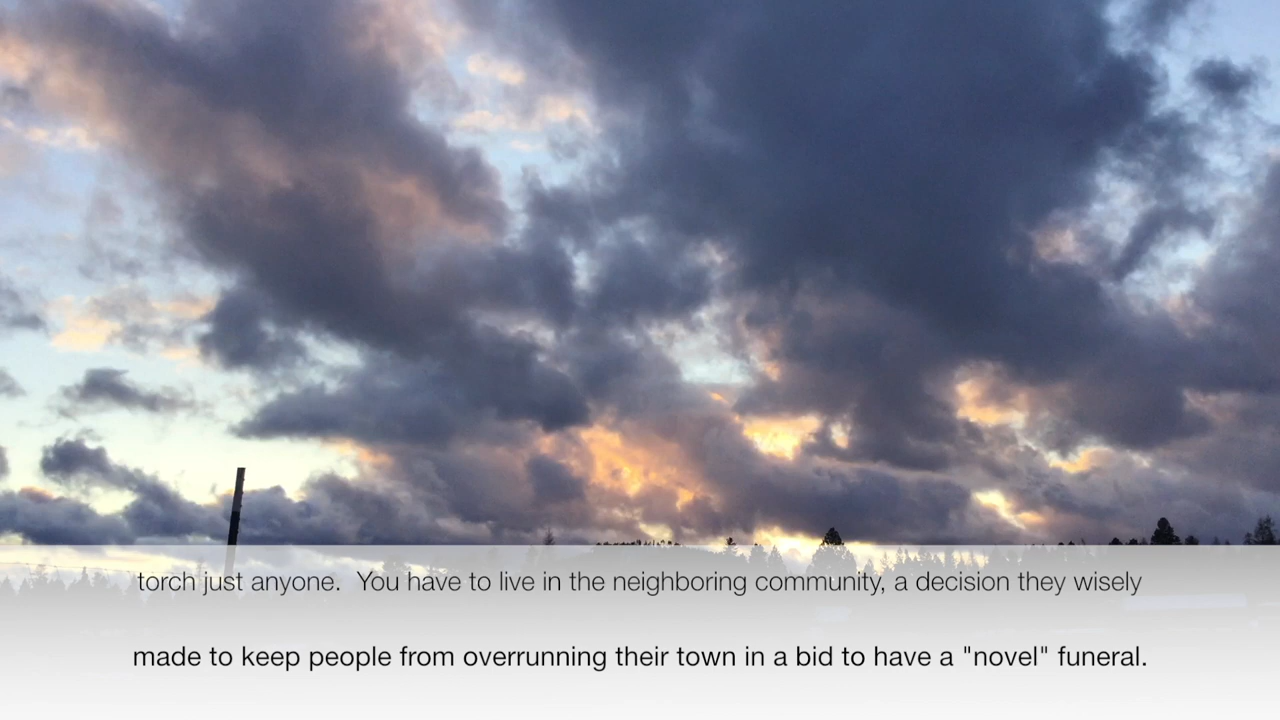 torch just anyone.  You have to live in the neighboring community, a decision they wisely
made to keep people from overrunning their town in a bid to have a "novel" funeral.